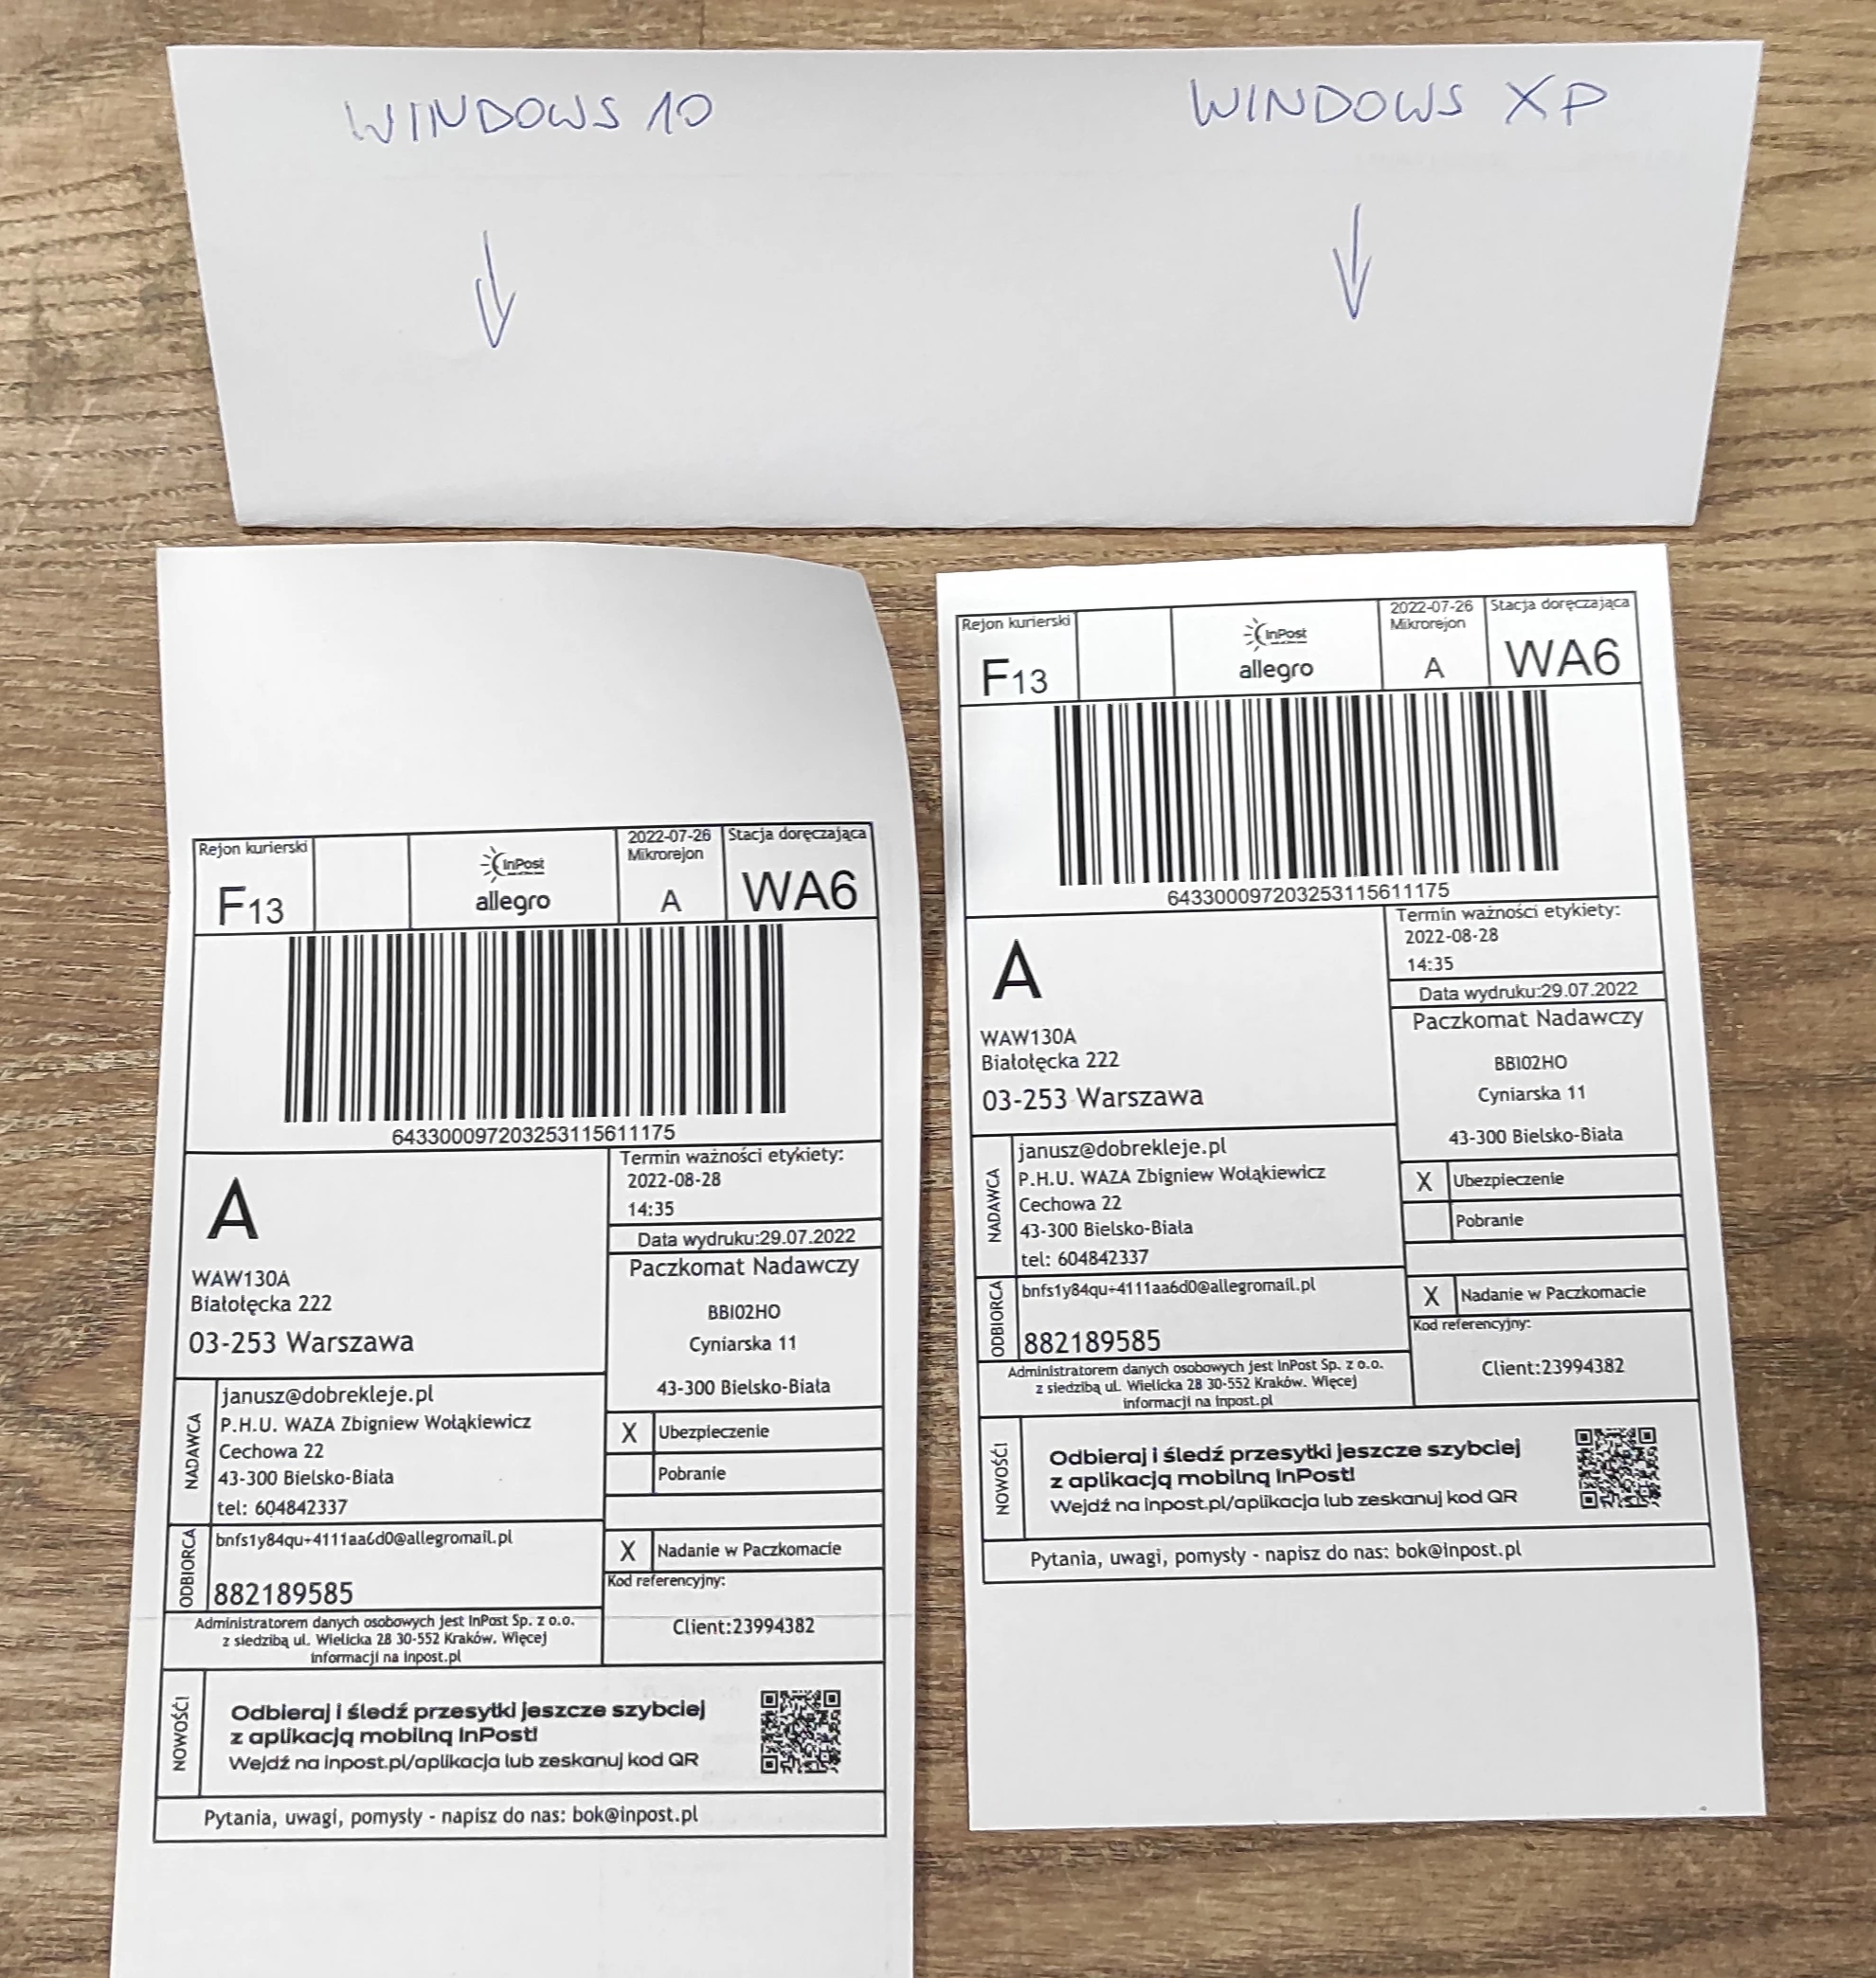 WINDOWS 10
WINDOWS XP
Rejon kurierski
F13
InPost
allegro
2022-07-26
Mikrorejon
A
Stacja doręczająca
WA6
643300097203253115611175
A
WAW130A
Białołęcka 222
03-253 Warszawa
Termin ważności etykiety:
2022-08-28
14:35
Data wydruku:29.07.2022
Paczkomat Nadawczy
BBI02HO
Cyniarska 11
43-300 Bielsko-Biała
NADAWCA
janusz@dobrekleje.pl
P.H.U. WAZA Zbigniew Wołąkiewicz
Cechowa 22
43-300 Bielsko-Biała
tel: 604842337
X Ubezpieczenie
Pobranie
ODBIORCA
bnfs1y84qu+4111aa6d0@allegromail.pl
882189585
X Nadanie w Paczkomacie
Kod referencyjny:
Client:23994382
Administratorem danych osobowych jest InPost Sp. z o.o.
z siedzibą ul. Wielicka 28 30-552 Kraków. Więcej
informacji na inpost.pl
NOWOŚCI
Odbieraj i śledź przesyłki jeszcze szybciej
z aplikacją mobilną InPost!
Wejdź na inpost.pl/aplikacja lub zeskanuj kod QR
Pytania, uwagi, pomysły - napisz do nas: bok@inpost.pl
Rejon kurierski
F13
InPost
allegro
2022-07-26
Mikrorejon
A
Stacja doręczająca
WA6
643300097203253115611175
A
WAW130A
Białołęcka 222
03-253 Warszawa
Termin ważności etykiety:
2022-08-28
14:35
Data wydruku:29.07.2022
Paczkomat Nadawczy
BBI02HO
Cyniarska 11
43-300 Bielsko-Biała
NADAWCA
janusz@dobrekleje.pl
P.H.U. WAZA Zbigniew Wołąkiewicz
Cechowa 22
43-300 Bielsko-Biała
tel: 604842337
X Ubezpieczenie
Pobranie
ODBIORCA
bnfs1y84qu+4111aa6d0@allegromail.pl
882189585
X Nadanie w Paczkomacie
Kod referencyjny:
Client:23994382
Administratorem danych osobowych jest InPost Sp. z o.o.
z siedzibą ul. Wielicka 28 30-552 Kraków. Więcej
informacji na inpost.pl
NOWOŚCI
Odbieraj i śledź przesyłki jeszcze szybciej
z aplikacją mobilną InPost!
Wejdź na inpost.pl/aplikacja lub zeskanuj kod QR
Pytania, uwagi, pomysły - napisz do nas: bok@inpost.pl